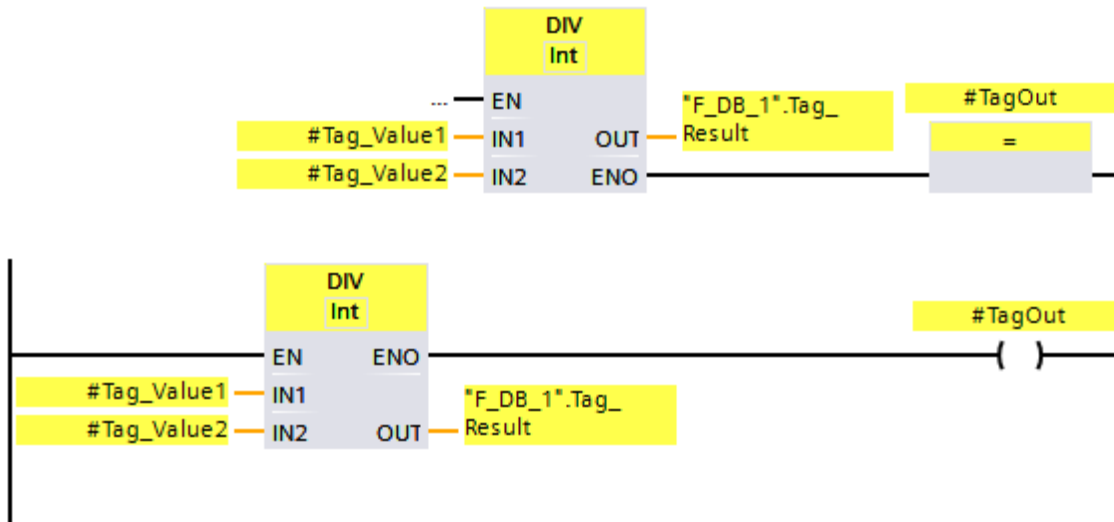 DIV
Int
... EN
#Tag_Value1 IN1 OUT "F_DB_1".Tag_
Result
#Tag_Value2 IN2 ENO
#TagOut
=
DIV
Int
EN ENO
#Tag_Value1 IN1
#Tag_Value2 IN2 OUT "F_DB_1".Tag_
Result
#TagOut
( )